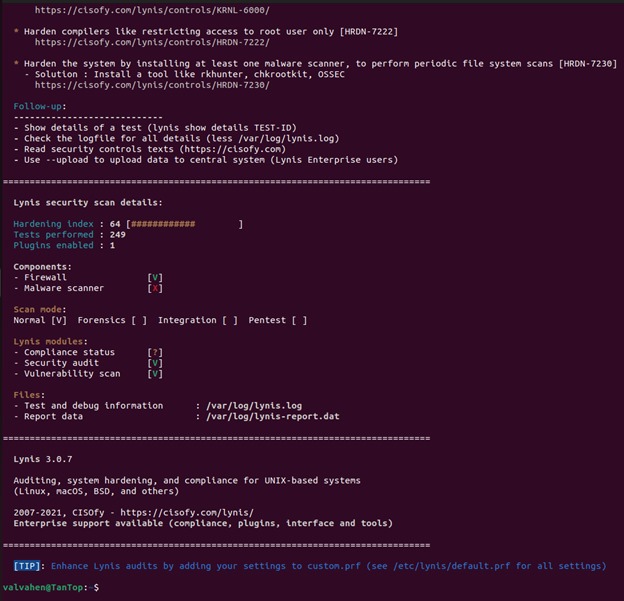 https://cisofy.com/lynis/controls/KRNL-6000/
* Harden compilers like restricting access to root user only [HRDN-7222]
https://cisofy.com/lynis/controls/HRDN-7222/
* Harden the system by installing at least one malware scanner, to perform periodic file system scans [HRDN-7230]
- Solution : Install a tool like rkhunter, chkrootkit, OSSEC
https://cisofy.com/lynis/controls/HRDN-7230/
Follow-up:
----------------------------
- Show details of a test (lynis show details TEST-ID)
- Check the logfile for all details (less /var/log/lynis.log)
- Read security controls texts (https://cisofy.com)
- Use --upload to upload data to central system (Lynis Enterprise users)
================================================================================
Lynis security scan details:
Hardening index : 64 [############        ]
Tests performed : 249
Plugins enabled : 1
Components:
- Firewall               [V]
- Malware scanner        [X]
Scan mode:
Normal [V]  Forensics [ ]  Integration [ ]  Pentest [ ]
Lynis modules:
- Compliance status      [?]
- Security audit         [V]
- Vulnerability scan     [V]
Files:
- Test and debug information      : /var/log/lynis.log
- Report data                     : /var/log/lynis-report.dat
================================================================================
Lynis 3.0.7
Auditing, system hardening, and compliance for UNIX-based systems
(Linux, macOS, BSD, and others)
2007-2021, CISOfy - https://cisofy.com/lynis/
Enterprise support available (compliance, plugins, interface and tools)
================================================================================
[TIP]: Enhance Lynis audits by adding your settings to custom.prf (see /etc/lynis/default.prf for all settings)
valvahen@TanTop:~$